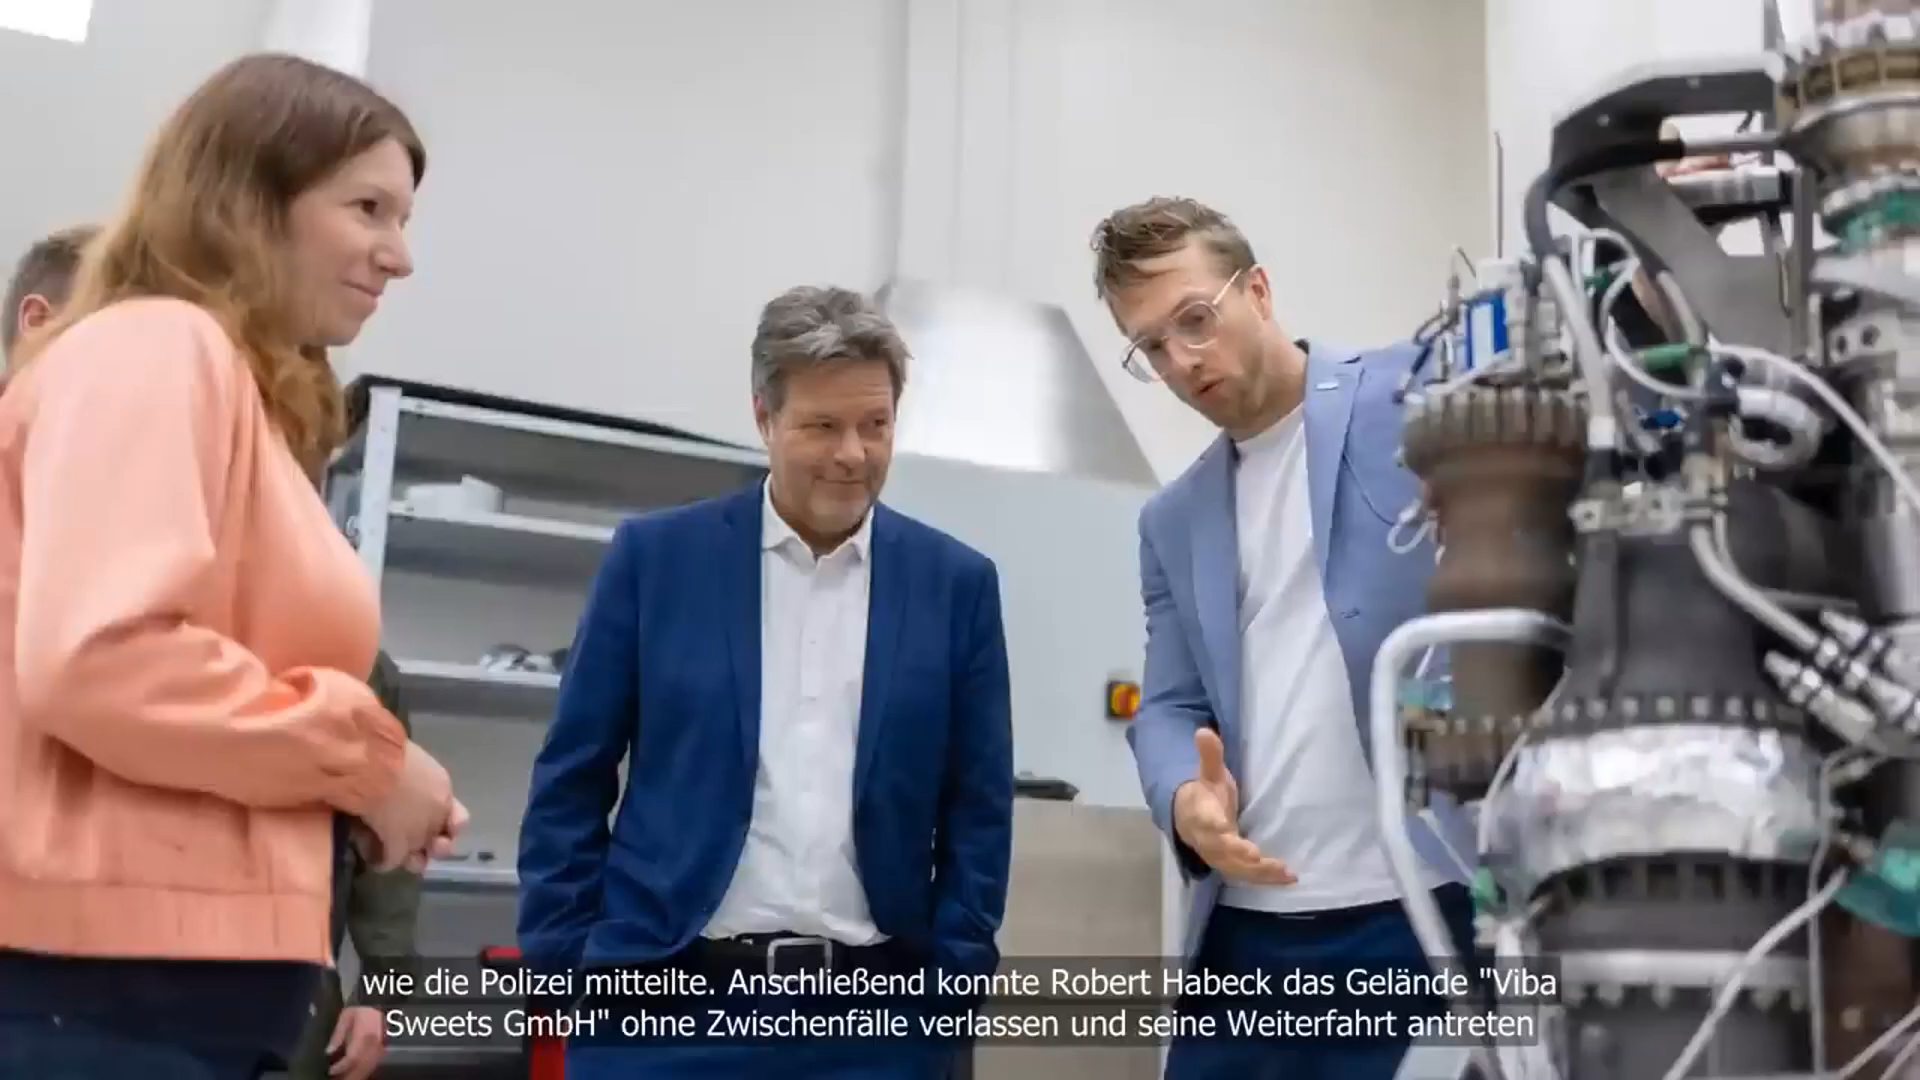 wie die Polizei mitteilte. Anschließend konnte Robert Habeck das Gelände "Viba
Sweets GmbH" ohne Zwischenfälle verlassen und seine Weiterfahrt antreten